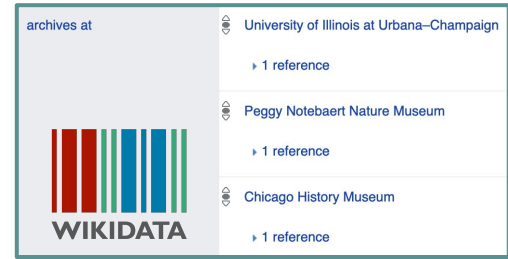 archives at
University of Illinois at Urbana–Champaign
1 reference
Peggy Notebaert Nature Museum
1 reference
Chicago History Museum
1 reference
WIKIDATA